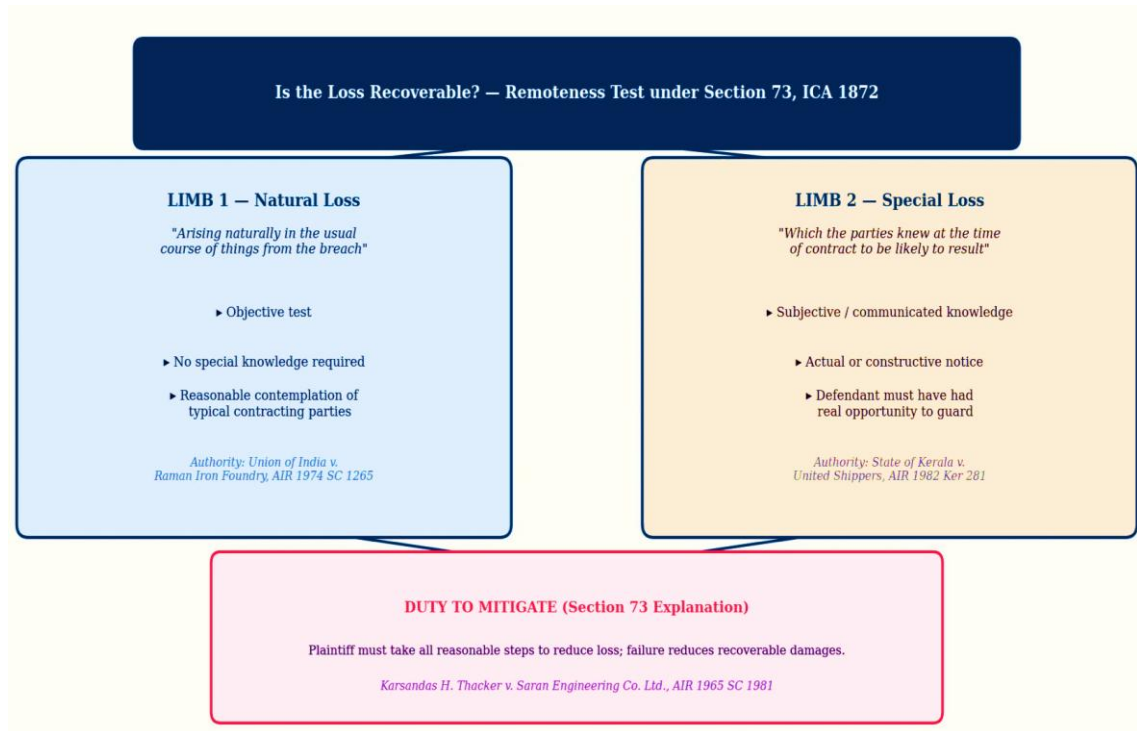 Is the Loss Recoverable? — Remoteness Test under Section 73, ICA 1872
LIMB 1 — Natural Loss
"Arising naturally in the usual
course of things from the breach"
▸ Objective test
▸ No special knowledge required
▸ Reasonable contemplation of
typical contracting parties
Authority: Union of India v.
Raman Iron Foundry, AIR 1974 SC 1265
LIMB 2 — Special Loss
"Which the parties knew at the time
of contract to be likely to result"
▸ Subjective / communicated knowledge
▸ Actual or constructive notice
▸ Defendant must have had
real opportunity to guard
Authority: State of Kerala v.
United Shippers, AIR 1982 Ker 281
DUTY TO MITIGATE (Section 73 Explanation)
Plaintiff must take all reasonable steps to reduce loss; failure reduces recoverable damages.
Karsandas H. Thacker v. Saran Engineering Co. Ltd., AIR 1965 SC 1981